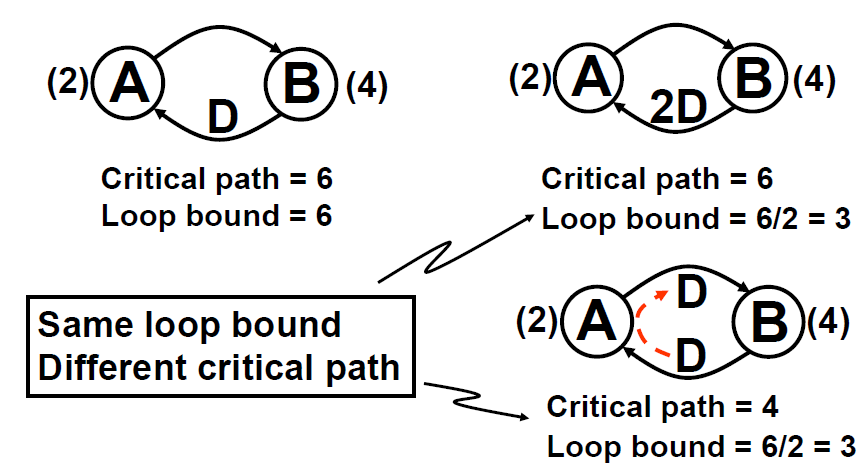 (2) A B (4)
D
Critical path = 6
Loop bound = 6
(2) A B (4)
2D
Critical path = 6
Loop bound = 6/2 = 3
Same loop bound
Different critical path
D
(2) A B (4)
D
Critical path = 4
Loop bound = 6/2 = 3